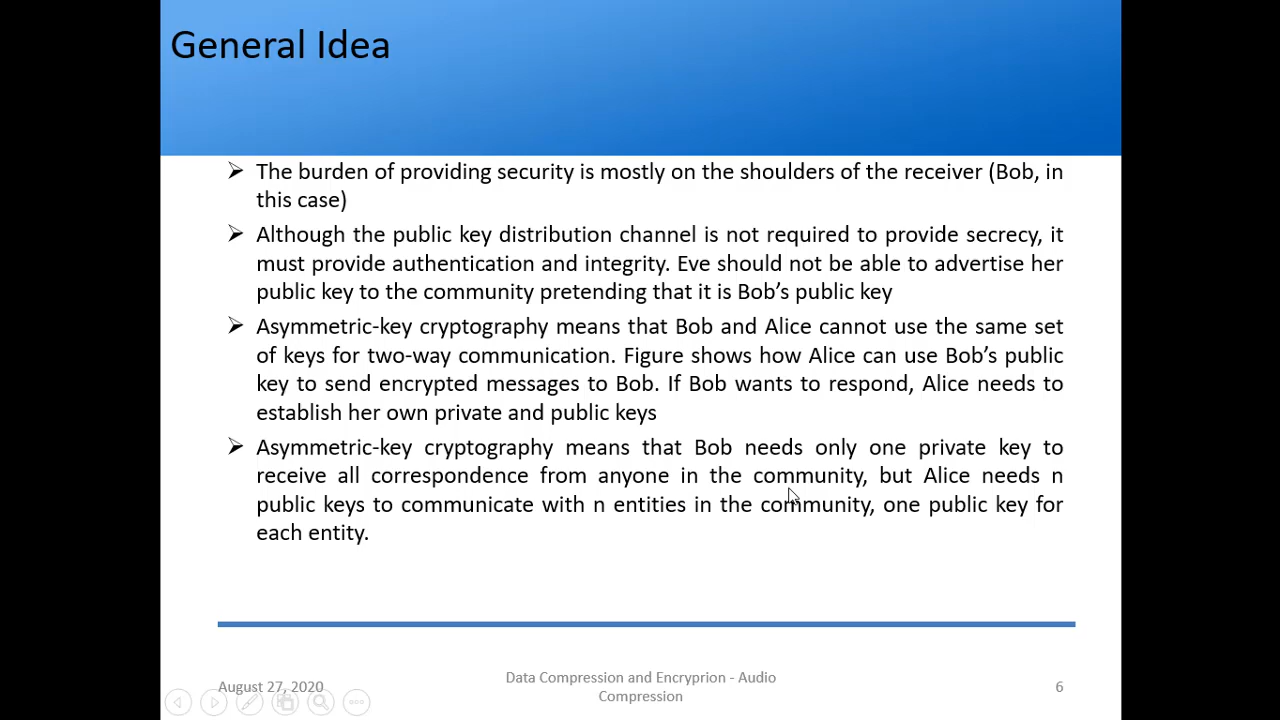 General Idea
The burden of providing security is mostly on the shoulders of the receiver (Bob, in
this case)
Although the public key distribution channel is not required to provide secrecy, it
must provide authentication and integrity. Eve should not be able to advertise her
public key to the community pretending that it is Bob’s public key
Asymmetric-key cryptography means that Bob and Alice cannot use the same set
of keys for two-way communication. Figure shows how Alice can use Bob’s public
key to send encrypted messages to Bob. If Bob wants to respond, Alice needs to
establish her own private and public keys
Asymmetric-key cryptography means that Bob needs only one private key to
receive all correspondence from anyone in the community, but Alice needs n
public keys to communicate with n entities in the community, one public key for
each entity.
August 27, 2020
Data Compression and Encryprion - Audio
Compression
6